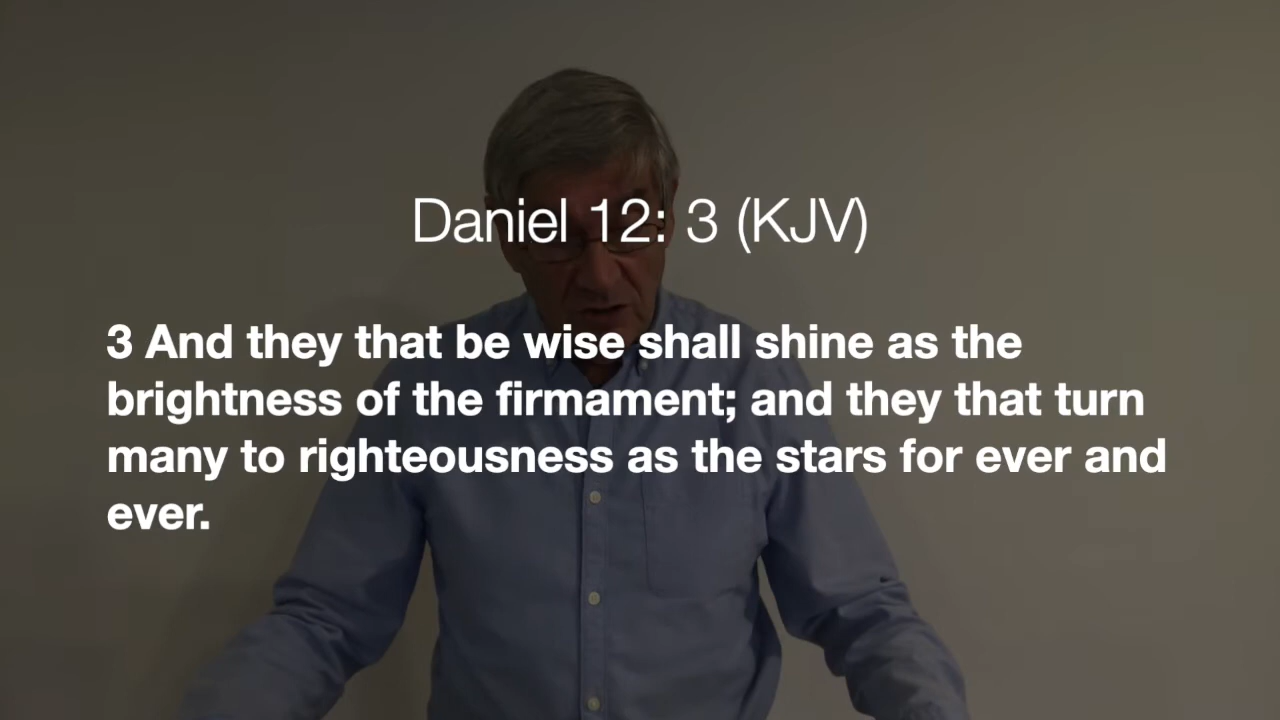 Daniel 12: 3 (KJV)
3 And they that be wise shall shine as the
brightness of the firmament; and they that turn
many to righteousness as the stars for ever and
ever.